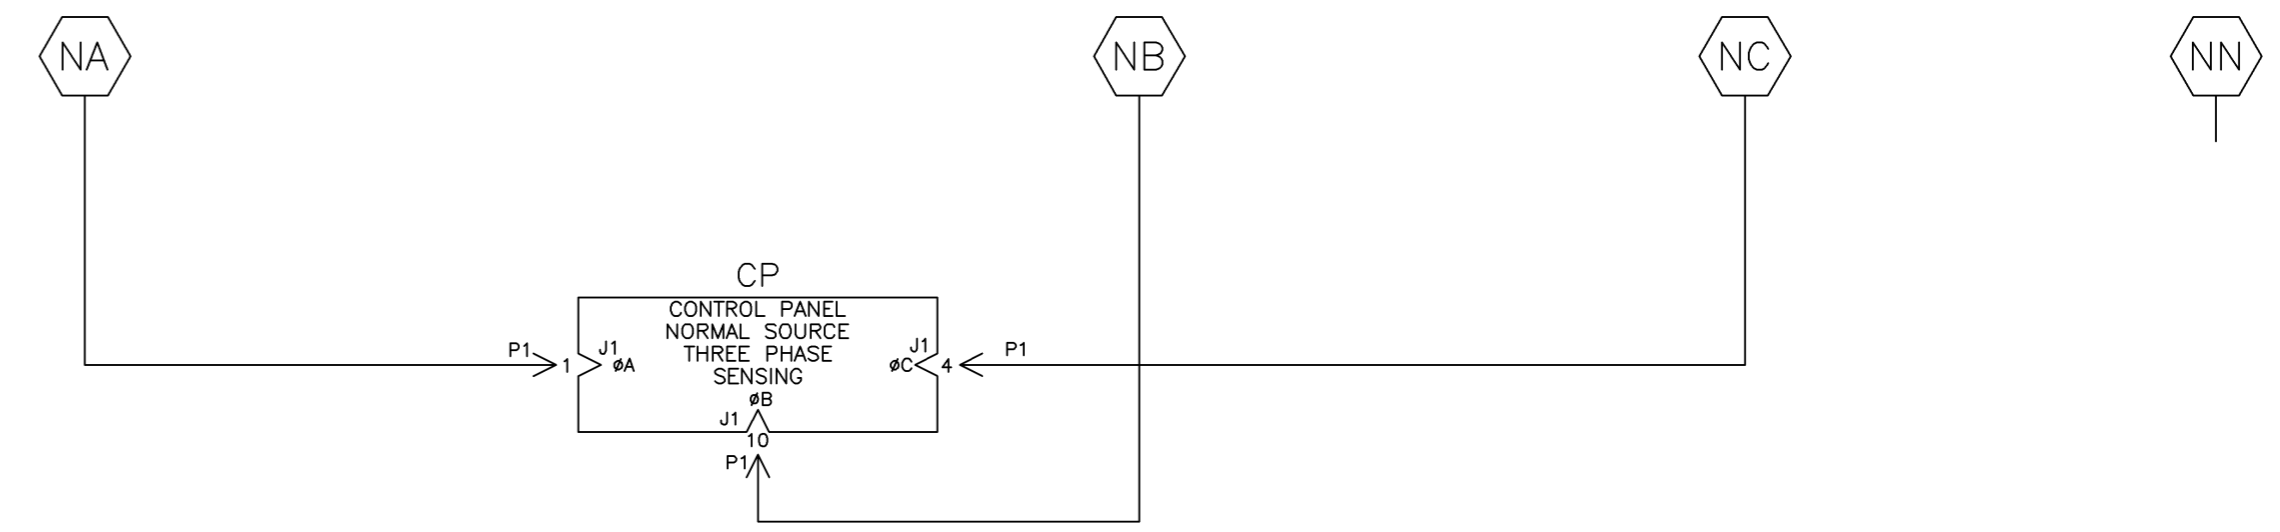 NA
NB
NC
NN
CP
CONTROL PANEL
NORMAL SOURCE
THREE PHASE
SENSING
P1
1
J1
øA
J1
øC
4
P1
øB
J1
10
P1